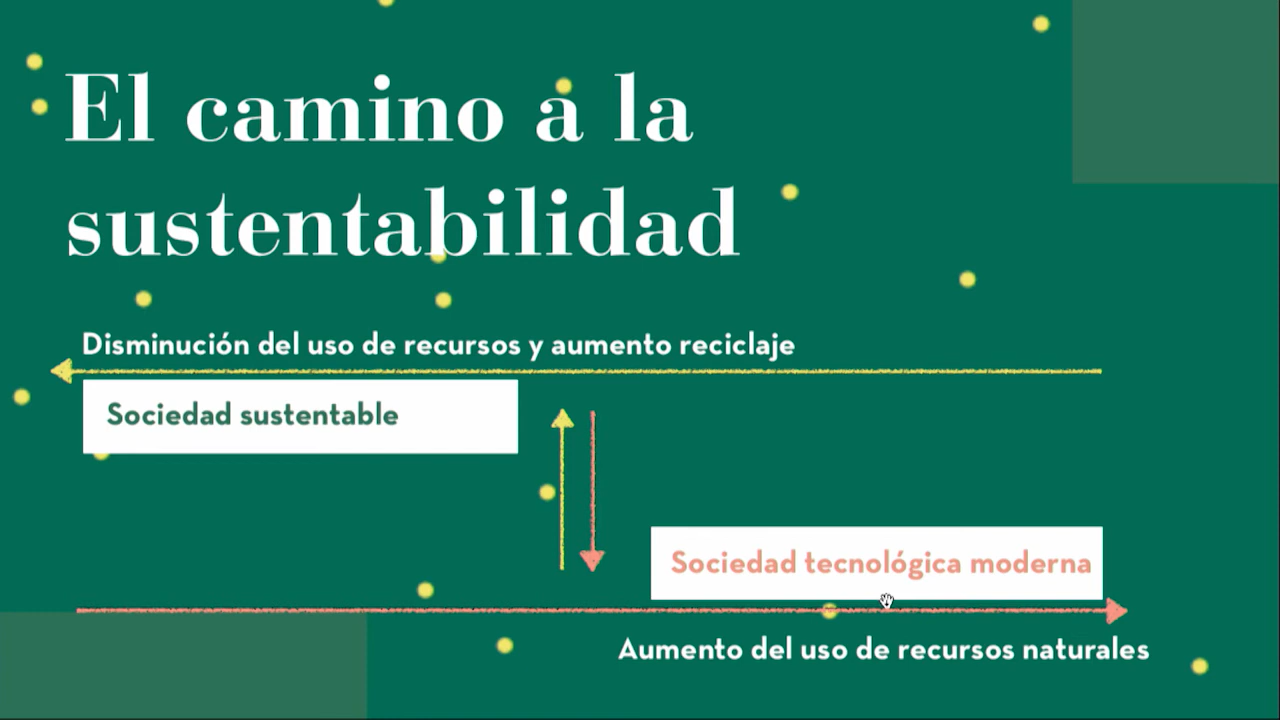 El camino a la
sustentabilidad
Disminución del uso de recursos y aumento reciclaje
Sociedad sustentable
Sociedad tecnológica moderna
Aumento del uso de recursos naturales